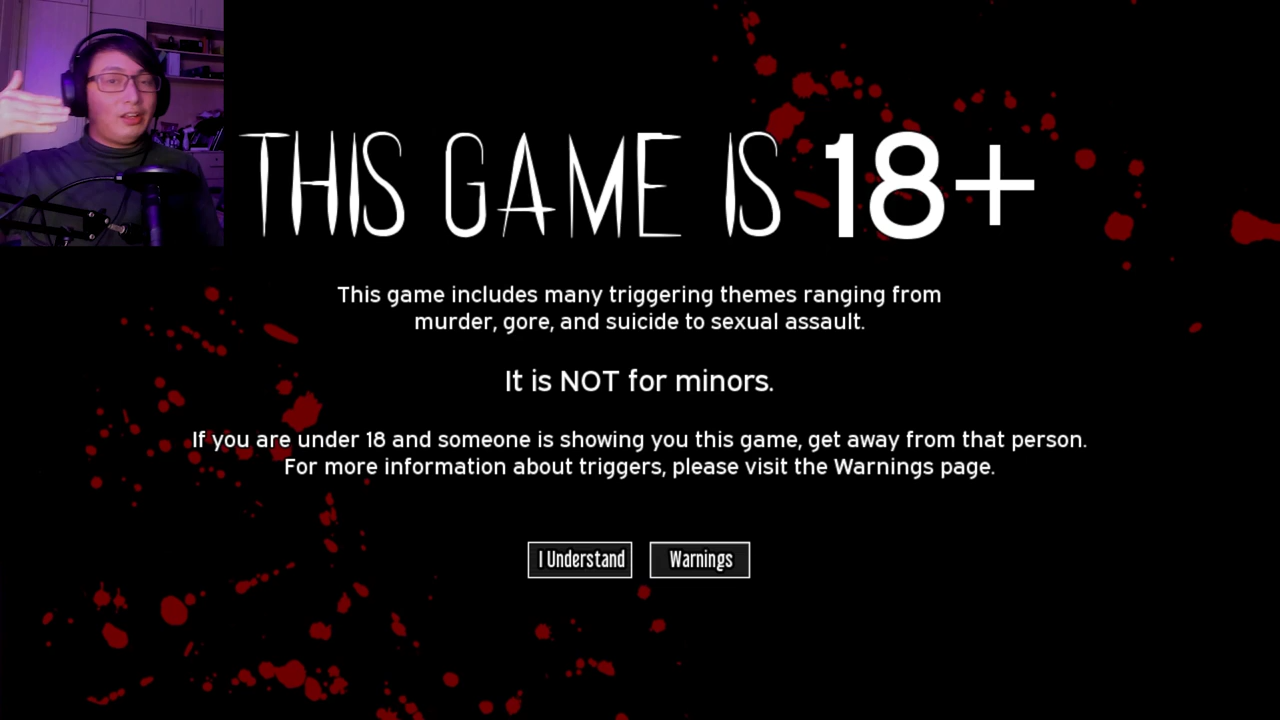 THIS GAME IS 18+
This game includes many triggering themes ranging from
murder, gore, and suicide to sexual assault.
It is NOT for minors.
If you are under 18 and someone is showing you this game, get away from that person.
For more information about triggers, please visit the Warnings page.
I Understand
Warnings